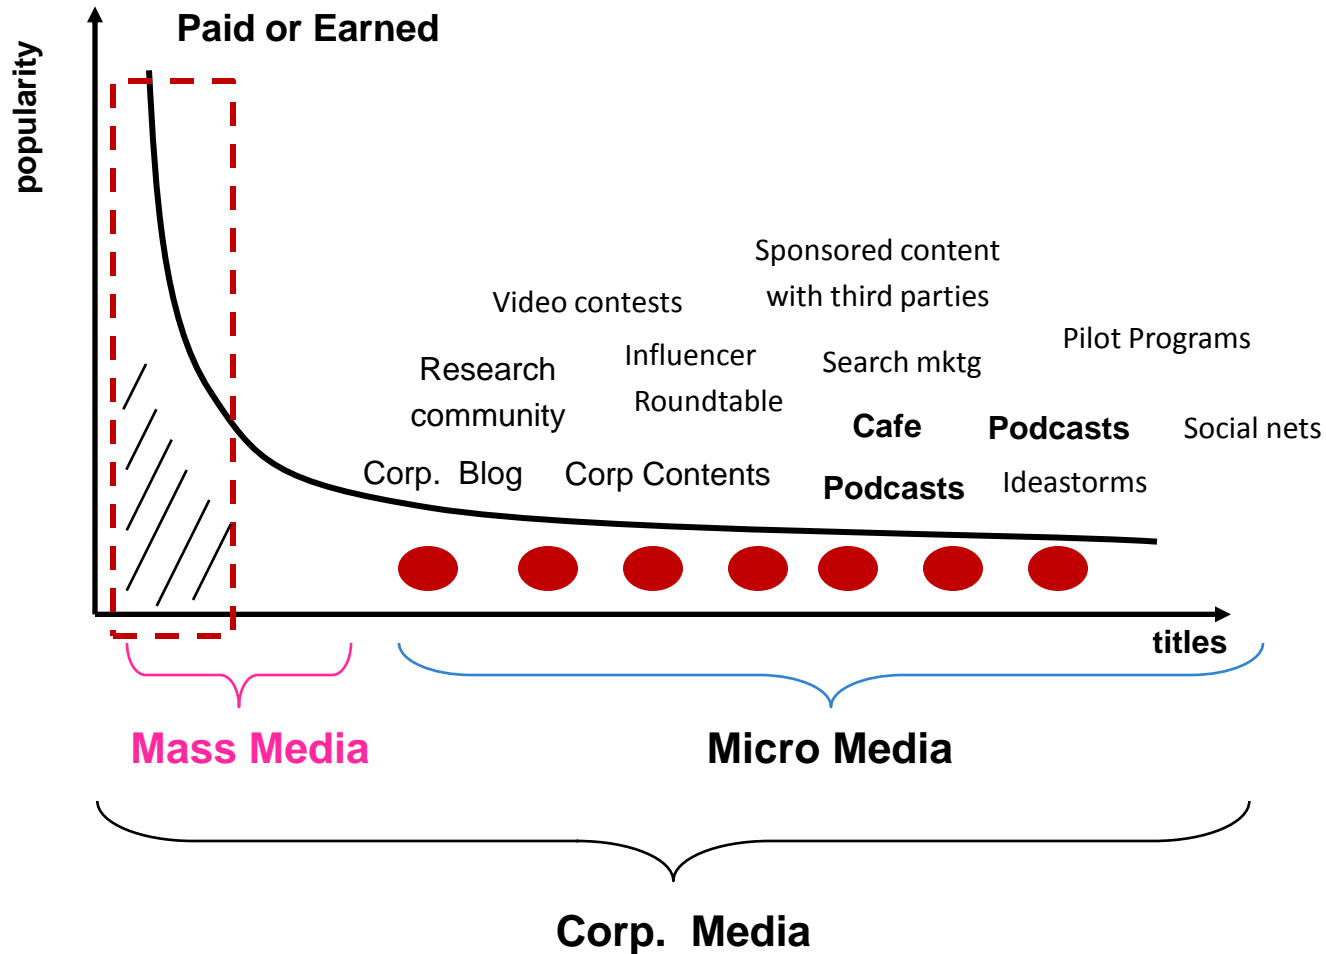 Paid or Earned
popularity
Sponsored content
with third parties
Video contests
Pilot Programs
Influencer
Roundtable
Search mktg
Research
community
Cafe
Podcasts
Social nets
Corp.  Blog
Corp Contents
Podcasts
Ideastorms
titles
Mass Media
Micro Media
Corp.  Media